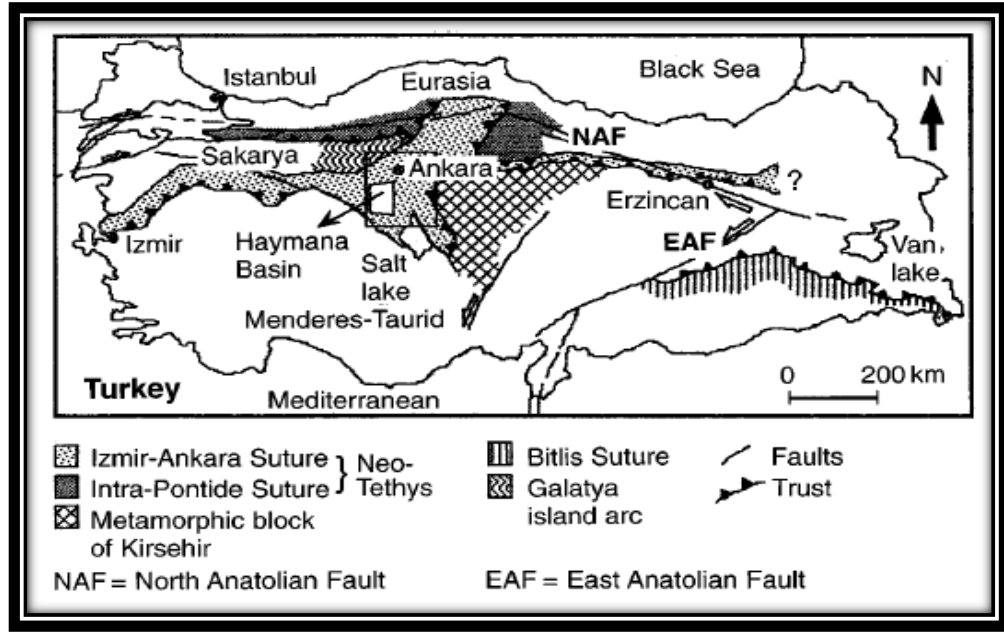 Istanbul
Eurasia
Black Sea
N
NAF
Sakarya
Ankara
?
Erzincan
Izmir
EAF
Haymana
Basin
Van
lake
Salt
lake
Menderes-Taurid
0 200 km
Turkey
Mediterranean
Izmir-Ankara Suture
Intra-Pontide Suture
Neo-
Tethys
Metamorphic block
of Kirsehir
Bitlis Suture
Galatya
island arc
Faults
Trust
NAF = North Anatolian Fault
EAF = East Anatolian Fault